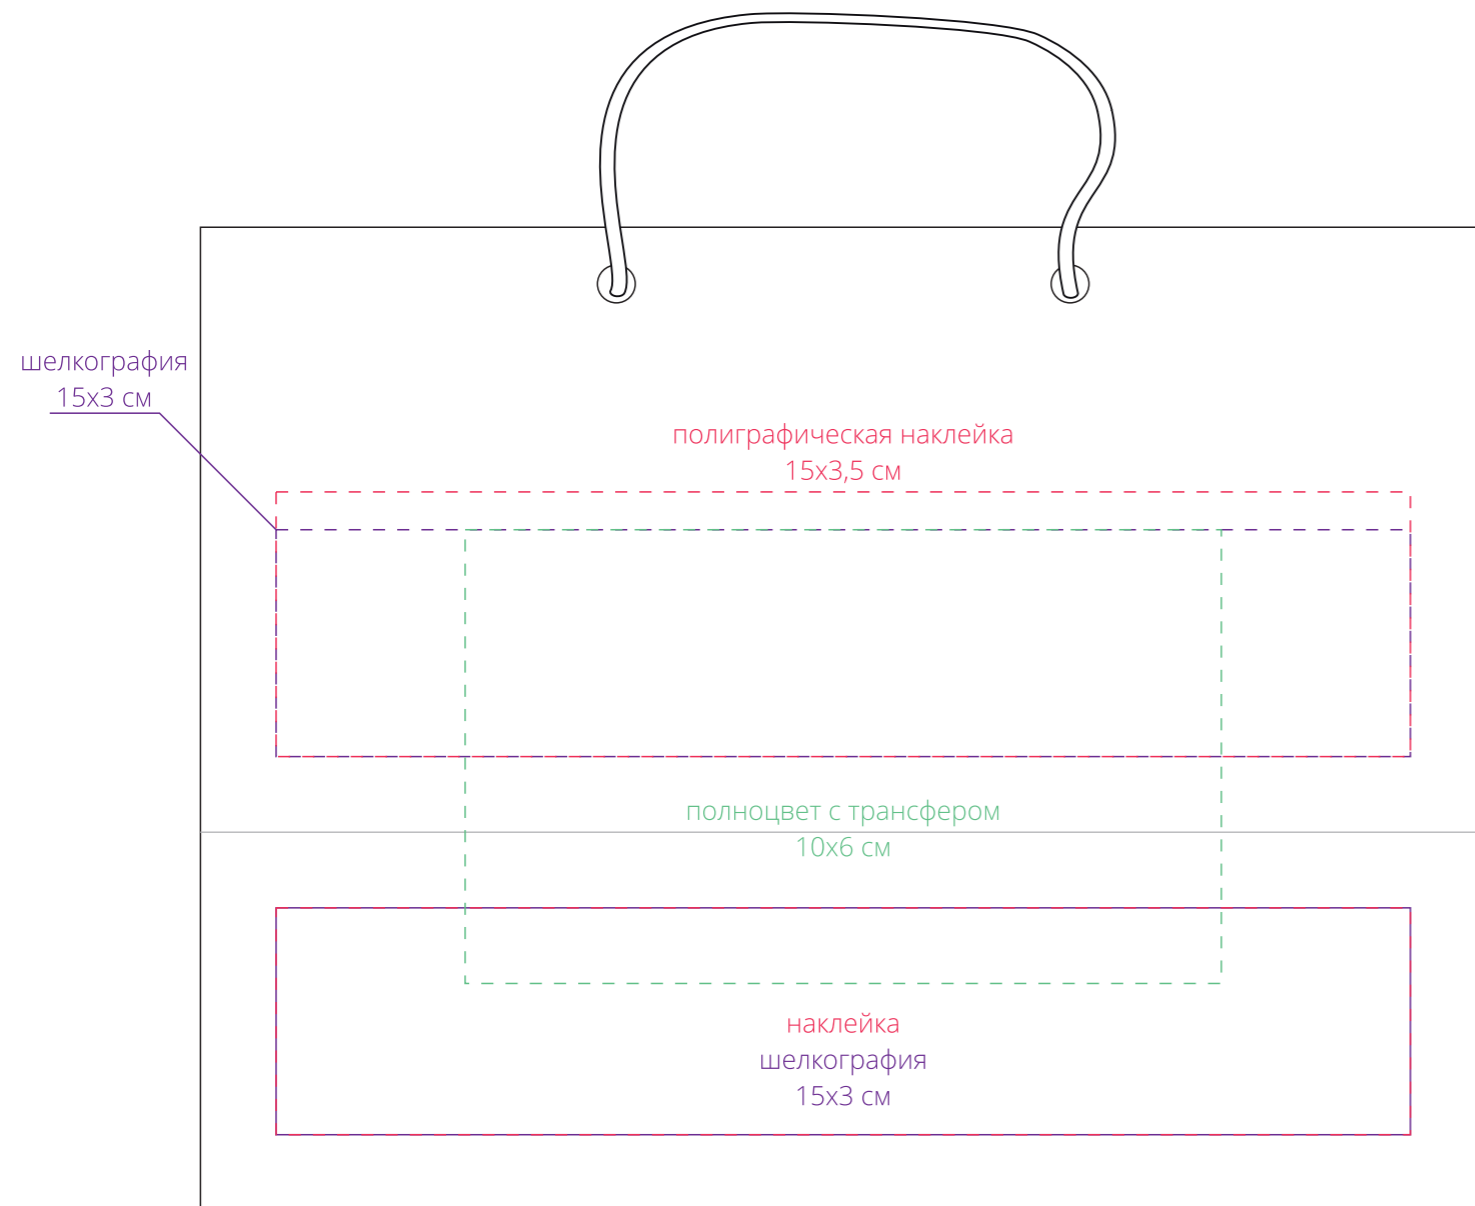 шелкография
15х3 см
полиграфическая наклейка
15х3,5 см
полноцвет с трансфером
10х6 см
наклейка
шелкография
15х3 см